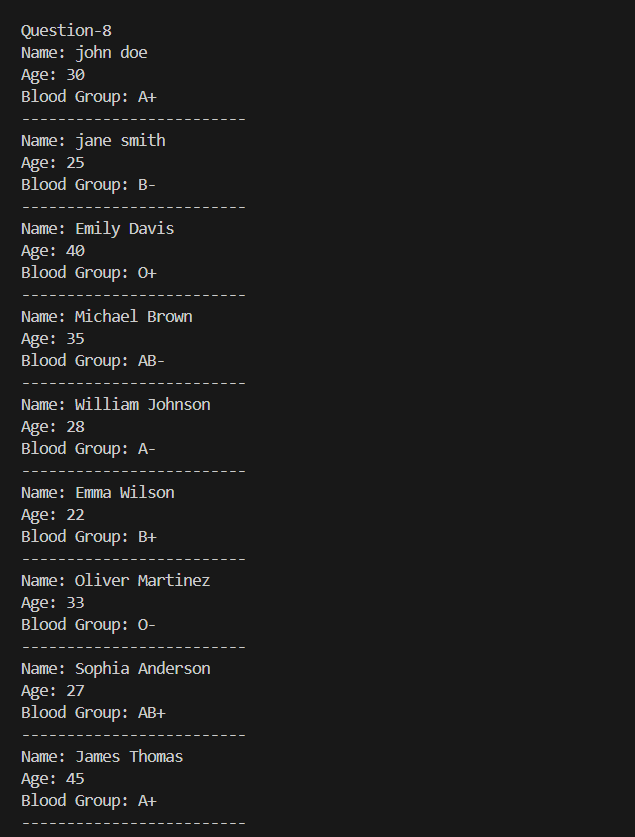 Question-8
Name: john doe
Age: 30
Blood Group: A+
-------------------------
Name: jane smith
Age: 25
Blood Group: B-
-------------------------
Name: Emily Davis
Age: 40
Blood Group: O+
-------------------------
Name: Michael Brown
Age: 35
Blood Group: AB-
-------------------------
Name: William Johnson
Age: 28
Blood Group: A-
-------------------------
Name: Emma Wilson
Age: 22
Blood Group: B+
-------------------------
Name: Oliver Martinez
Age: 33
Blood Group: O-
-------------------------
Name: Sophia Anderson
Age: 27
Blood Group: AB+
-------------------------
Name: James Thomas
Age: 45
Blood Group: A+
-------------------------